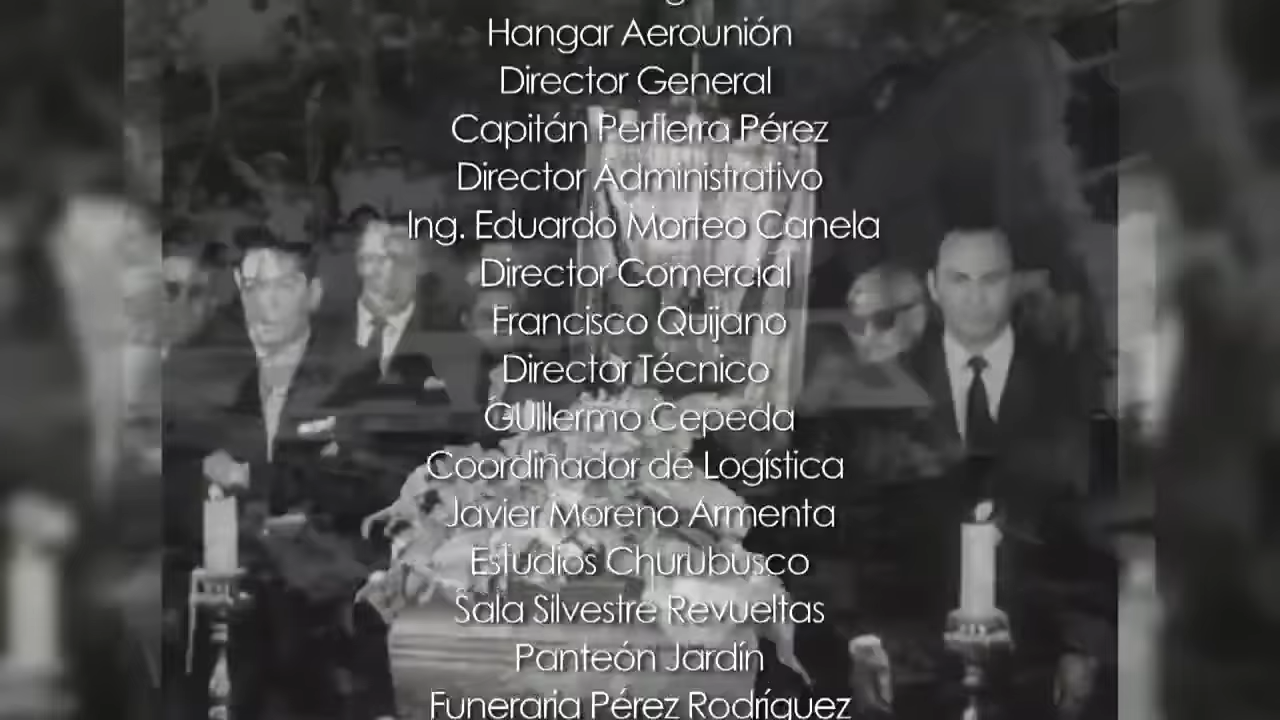 Hangar Aerounión
Director General
Capitán Perfierra Pérez
Director Administrativo
Ing. Eduardo Morteo Canela
Director Comercial
Francisco Quijano
Director Técnico
Guillermo Cepeda
Coordinador de Logística
Javier Moreno Armenta
Estudios Churubusco
Sala Silvestre Revueltas
Panteón Jardín
Funeraria Pérez Rodríguez